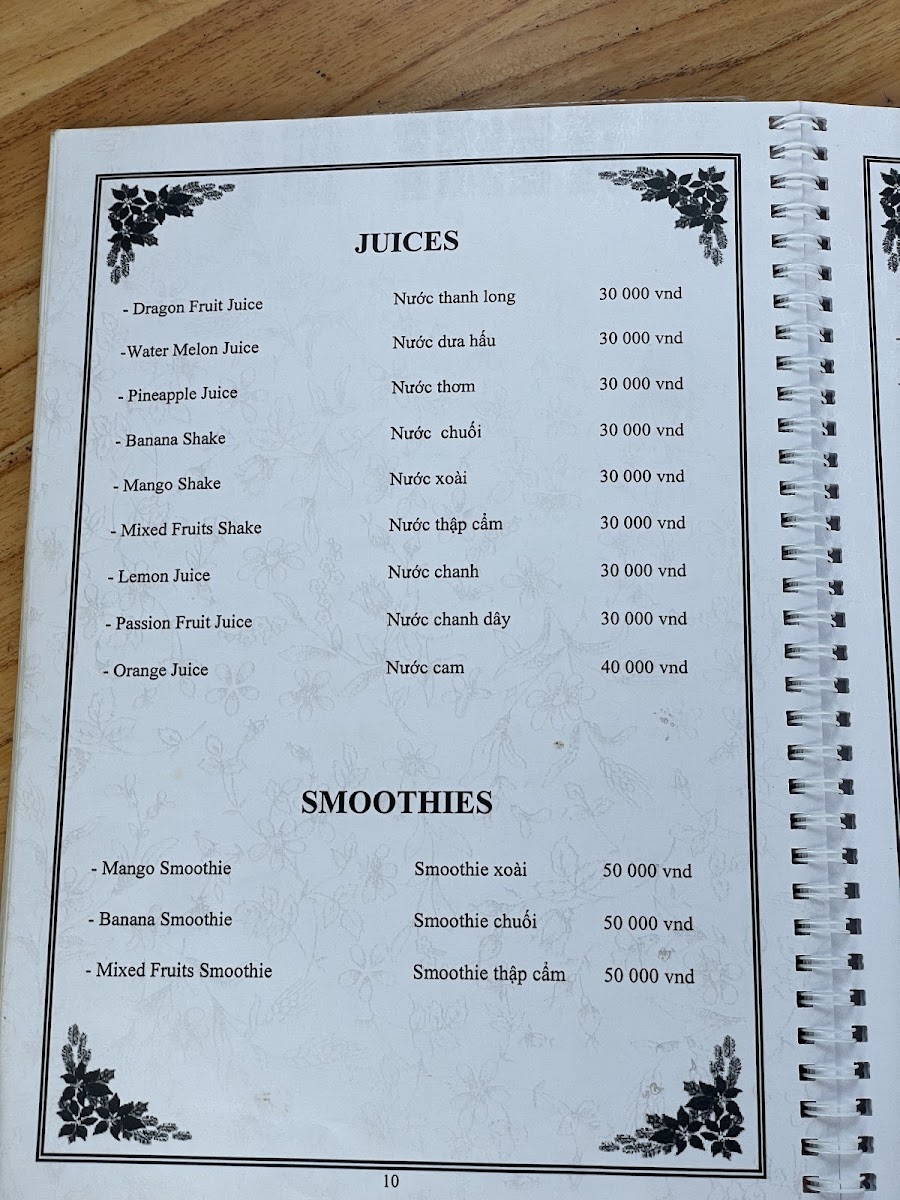 JUICES
- Dragon Fruit Juice Nước thanh long 30 000 vnd
-Water Melon Juice Nước dưa hấu 30 000 vnd
- Pineapple Juice Nước thơm 30 000 vnd
- Banana Shake Nước chuối 30 000 vnd
- Mango Shake Nước xoài 30 000 vnd
- Mixed Fruits Shake Nước thập cẩm 30 000 vnd
- Lemon Juice Nước chanh 30 000 vnd
- Passion Fruit Juice Nước chanh dây 30 000 vnd
- Orange Juice Nước cam 40 000 vnd
SMOOTHIES
- Mango Smoothie Smoothie xoài 50 000 vnd
- Banana Smoothie Smoothie chuối 50 000 vnd
- Mixed Fruits Smoothie Smoothie thập cẩm 50 000 vnd
10